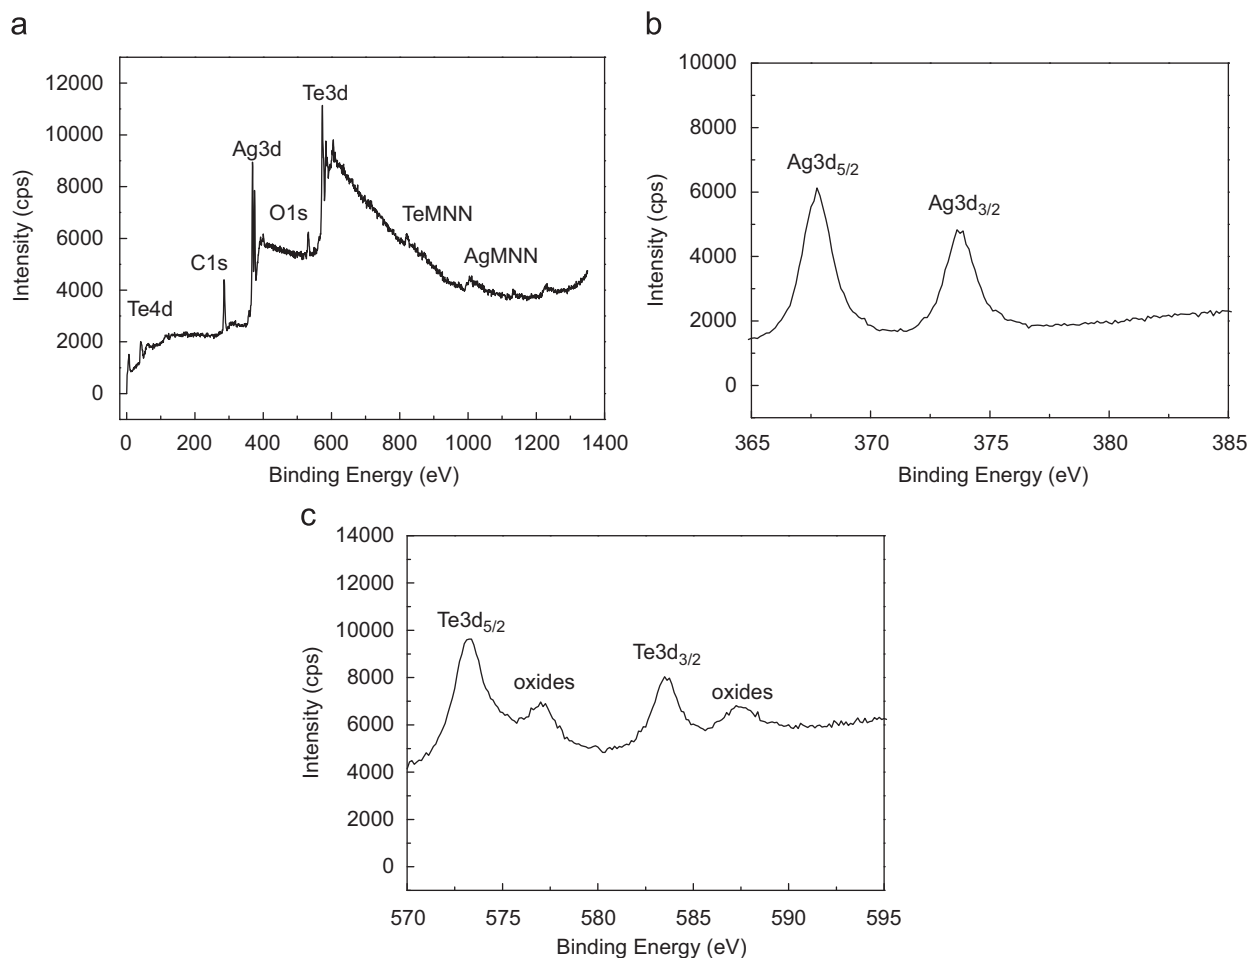 a
12000
10000
8000
6000
4000
2000
0
Intensity (cps)
Te3d
Ag3d
O1s
C1s
Te4d
TeMNN
AgMNN
0 200 400 600 800 1000 1200 1400
Binding Energy (eV)
b
10000
8000
6000
4000
2000
0
Intensity (cps)
Ag3d5/2
Ag3d3/2
365 370 375 380 385
Binding Energy (eV)
c
14000
12000
10000
8000
6000
4000
2000
0
Intensity (cps)
Te3d5/2
oxides
Te3d3/2
oxides
570 575 580 585 590 595
Binding Energy (eV)